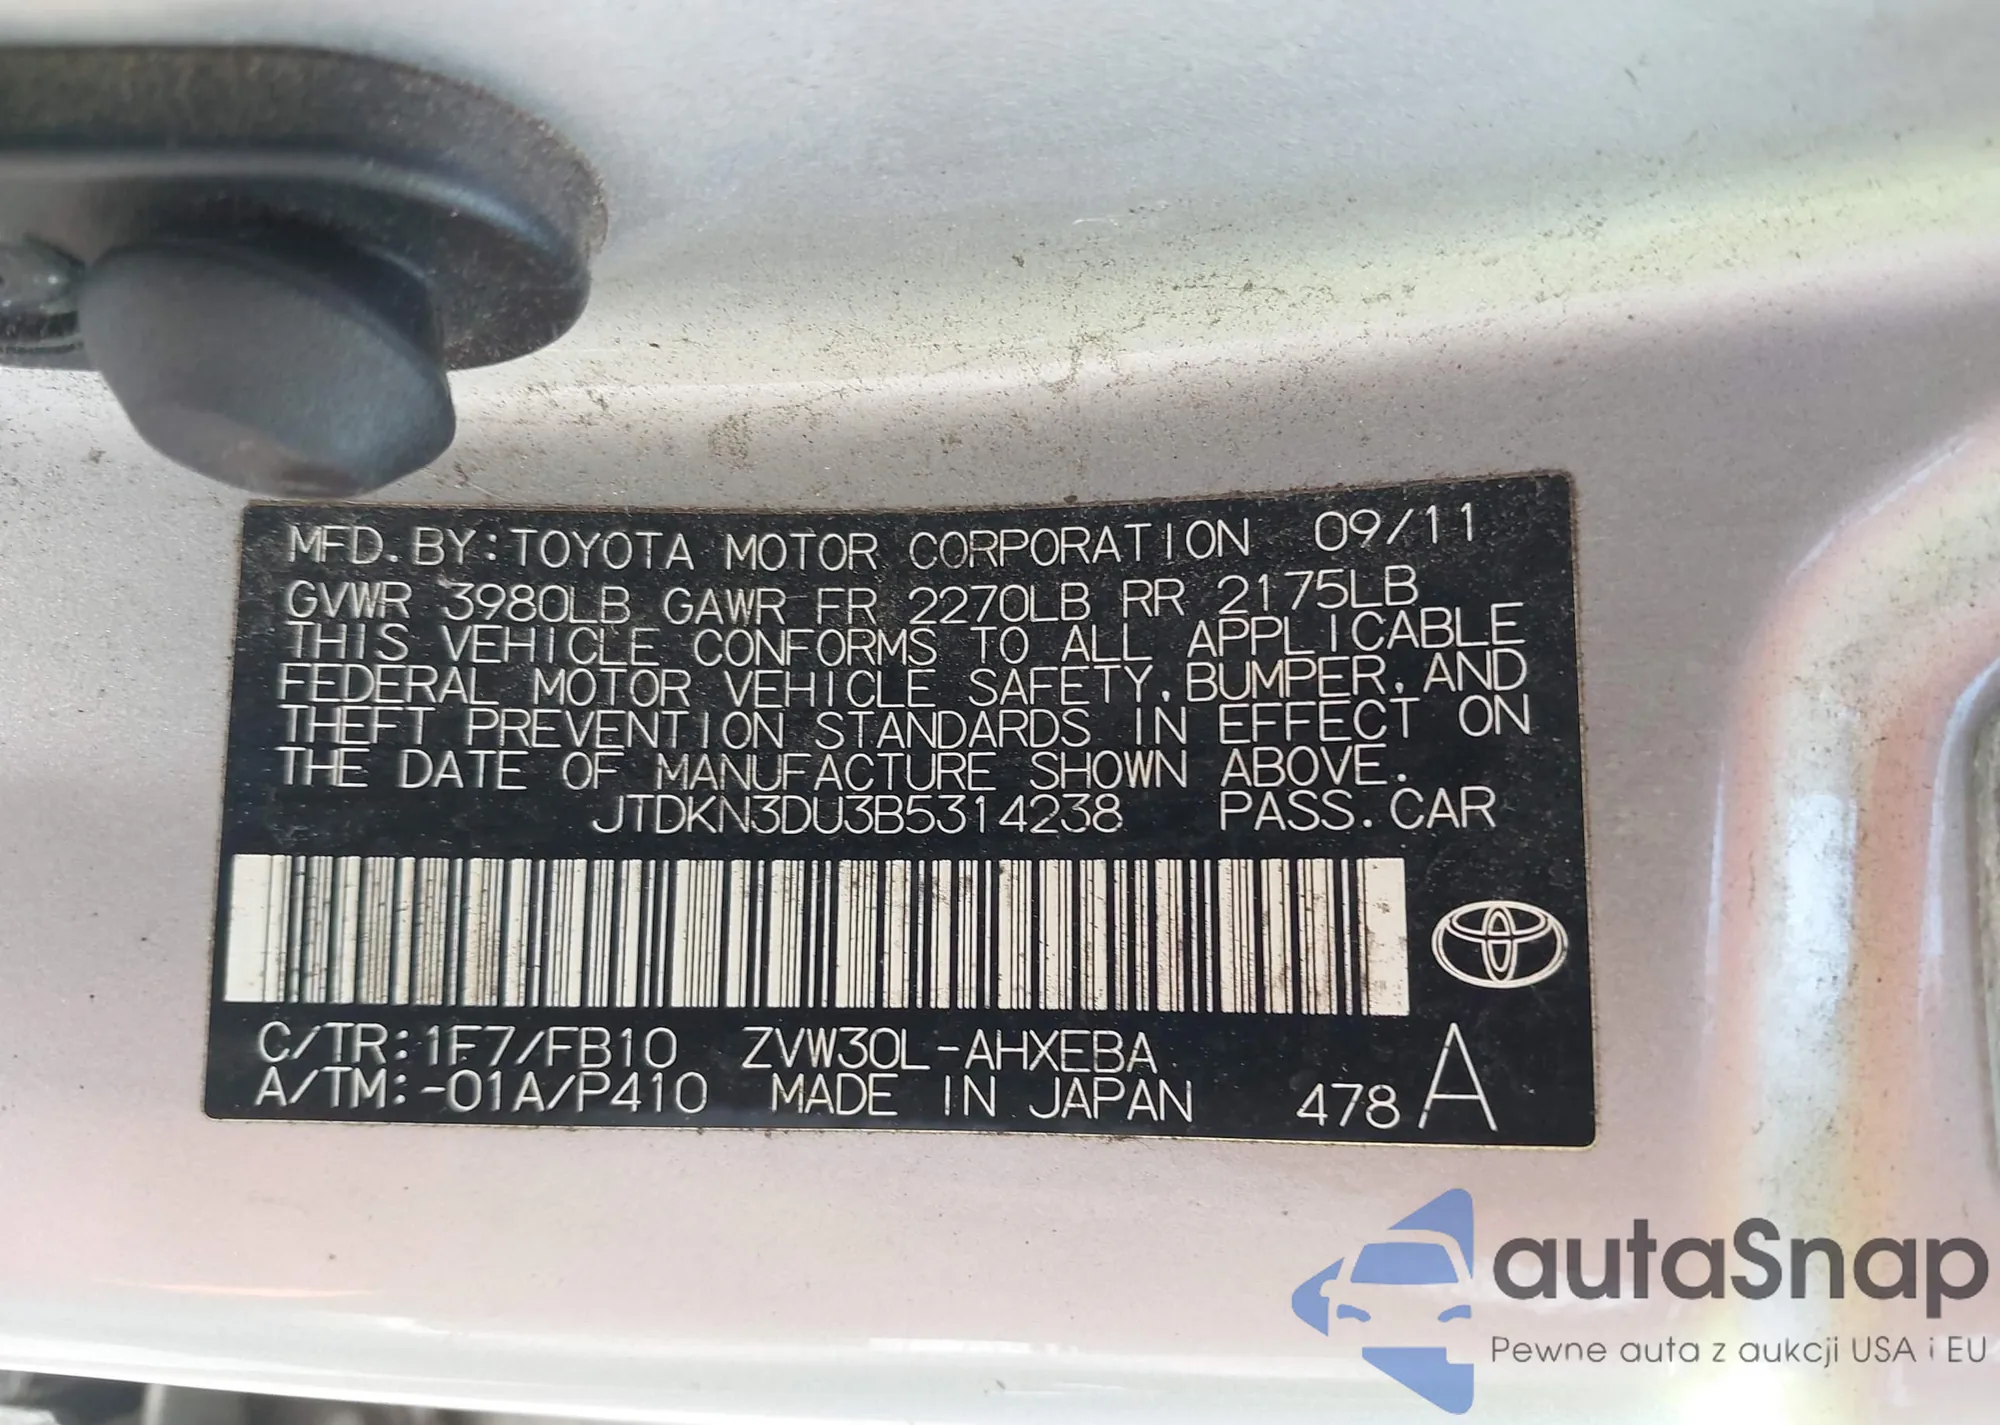 MFD. BY: TOYOTA MOTOR CORPORATION 09/11
GVWR 3980LB GAWR FR 2270LB RR 2175LB
THIS VEHICLE CONFORMS TO ALL APPLICABLE
FEDERAL MOTOR VEHICLE SAFETY, BUMPER, AND
THEFT PREVENTION STANDARDS IN EFFECT ON
THE DATE OF MANUFACTURE SHOWN ABOVE.
JTDKN3DU3B5314238 PASS. CAR
C/TR: 1F7/FB10 ZVW30L-AHXEBA
A/TM: -01A/P410 MADE IN JAPAN 478 A
autaSnap
Pewne auta z aukcji USA i EU